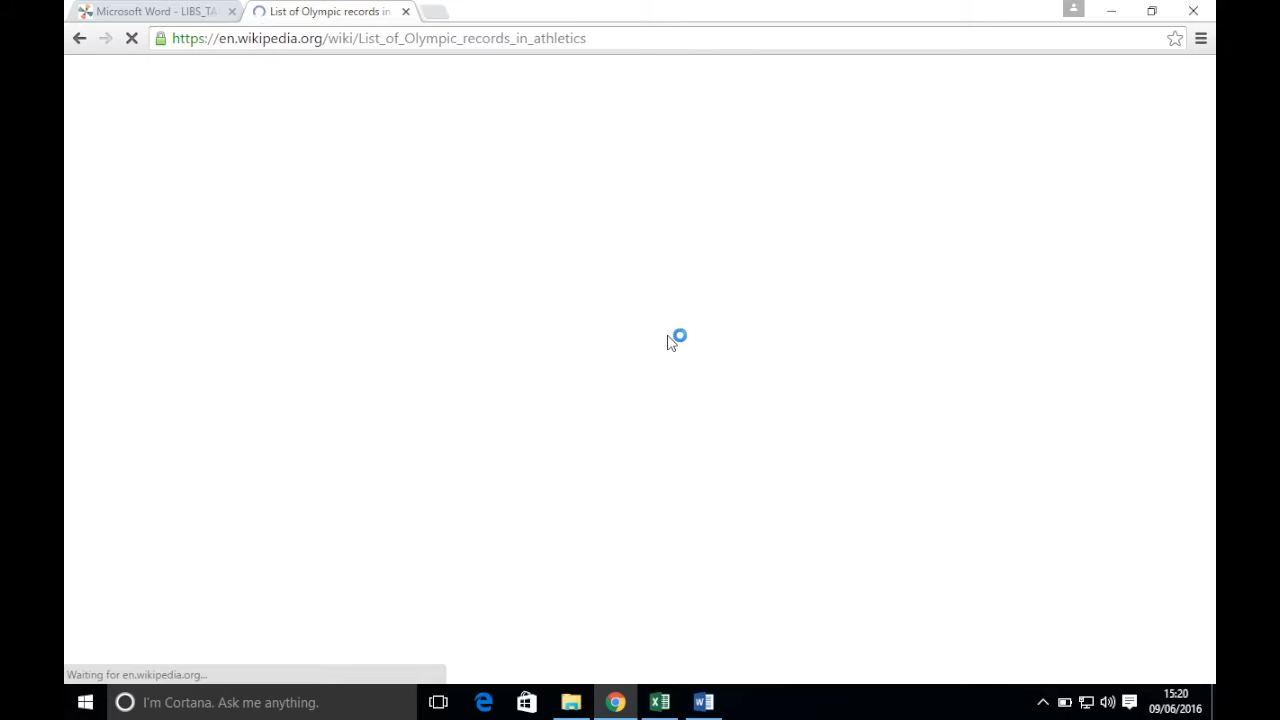 Microsoft Word - LIBS_TA
List of Olympic records in
https://en.wikipedia.org/wiki/List_of_Olympic_records_in_athletics
Waiting for en.wikipedia.org...
I'm Cortana. Ask me anything.
15:20
09/06/2016